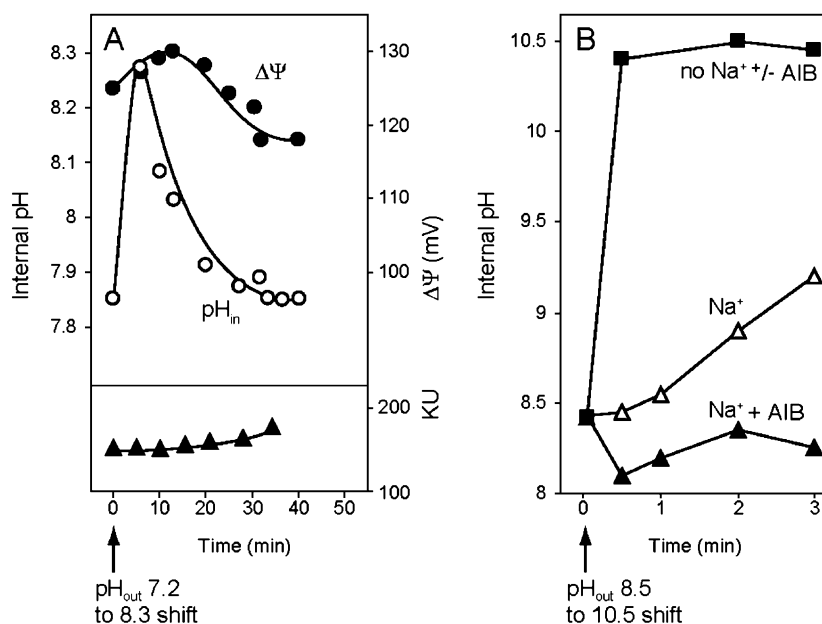 A
8.3
8.2
8.1
8
7.9
7.8
Internal pH
ΔΨ
pHin
130
120
110
100
ΔΨ (mV)
200
100
KU
0 10 20 30 40 50
Time (min)
pHout 7.2
to 8.3 shift
B
10.5
10
9.5
9
8.5
8
Internal pH
no Na+ +/- AIB
Na+
Na+ + AIB
0 1 2 3
Time (min)
pHout 8.5
to 10.5 shift